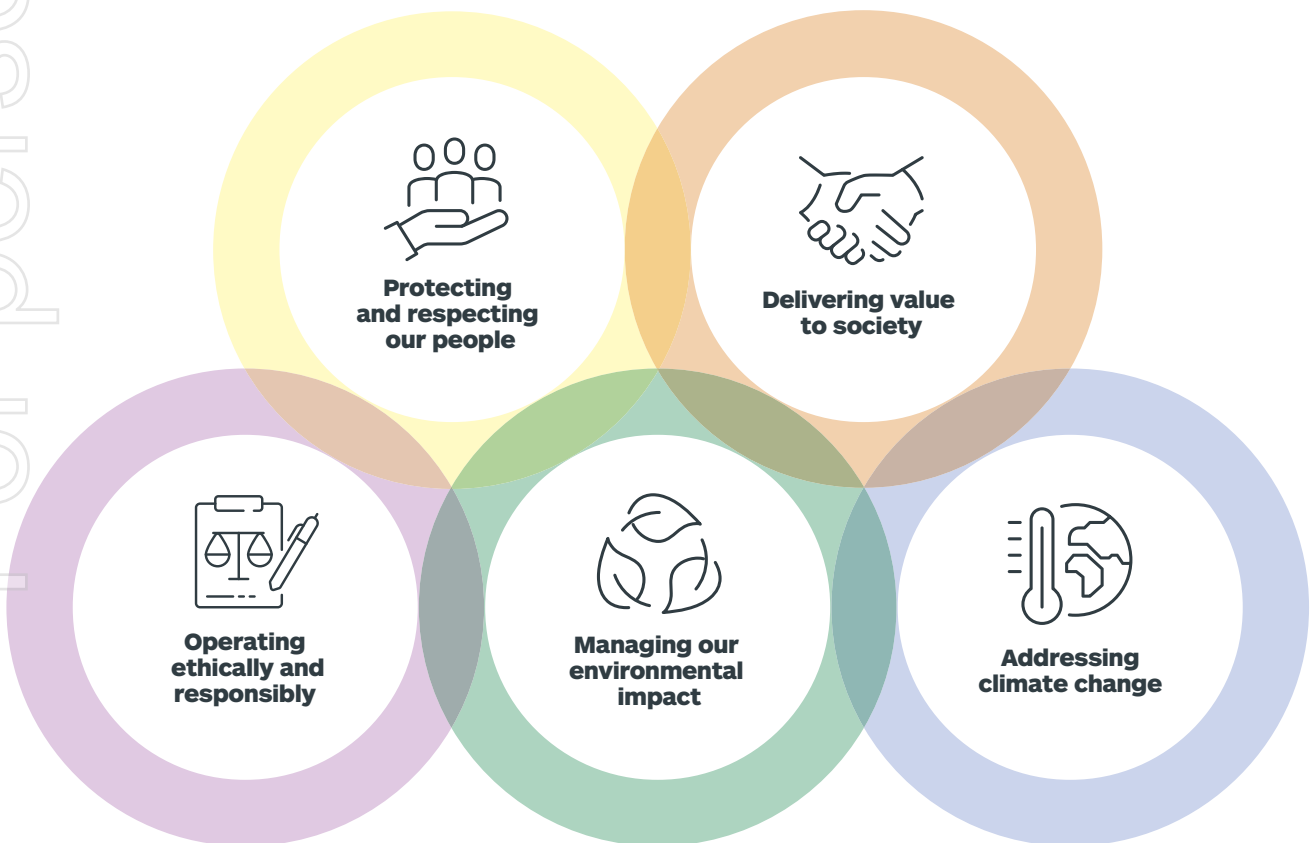 Protecting
and respecting
our people
Delivering value
to society
Operating
ethically and
responsibly
Managing our
environmental
impact
Addressing
climate change